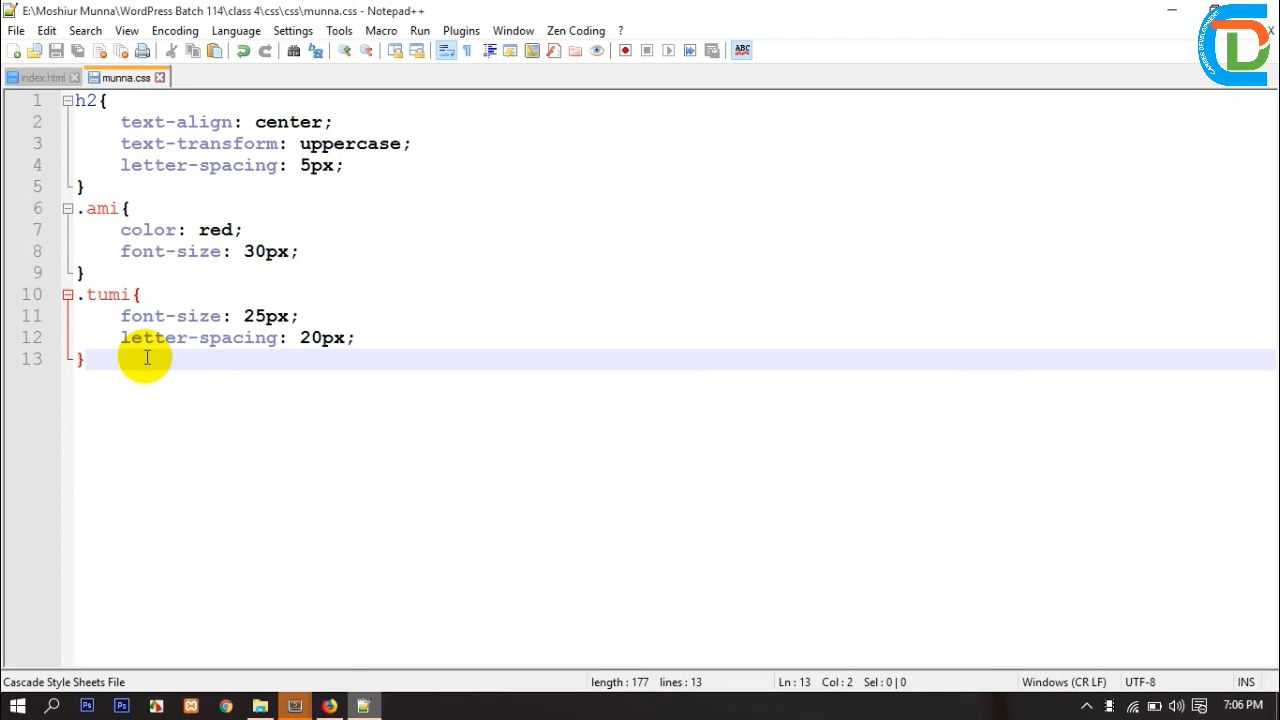 E:\Moshiur Munna\WordPress Batch 114\class 4\css\css\munna.css - Notepad++
File Edit Search View Encoding Language Settings Tools Macro Run Plugins Window Zen Coding ?
ABC
index.html munna.css
1 h2{
2 text-align: center;
3 text-transform: uppercase;
4 letter-spacing: 5px;
5 }
6 .ami{
7 color: red;
8 font-size: 30px;
9 }
10 .tumi{
11 font-size: 25px;
12 letter-spacing: 20px;
13 }
Cascade Style Sheets File length : 177 lines : 13 Ln : 13 Col : 2 Sel : 0 | 0 Windows (CR LF) UTF-8 INS
Ps Ps 7:06 PM